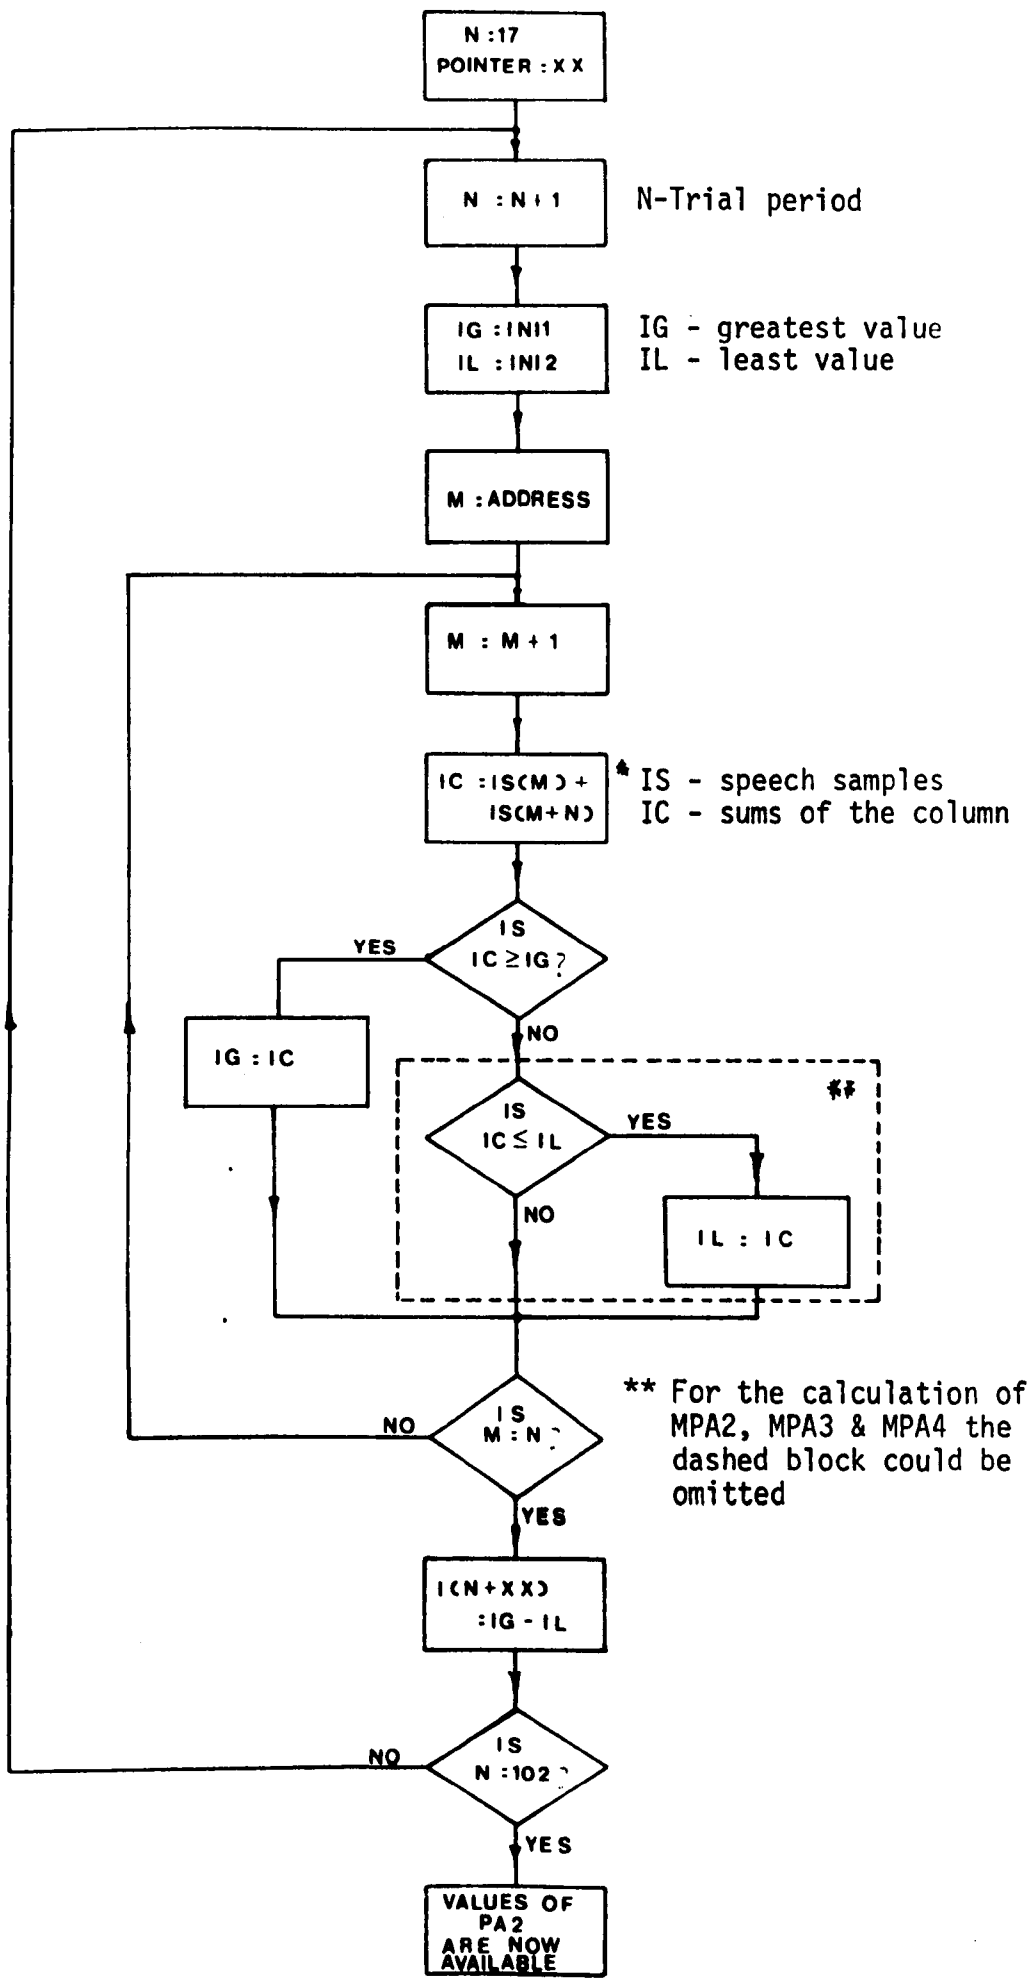 N :17
POINTER : X X
N : N + 1
N-Trial period
IG : INI1
IL : INI2
IG - greatest value
IL - least value
M : ADDRESS
M : M + 1
IC : IS(M) +
IS(M+N)
* IS - speech samples
IC - sums of the column
IS
IC ≥ IG ?
YES
NO
IG : IC
**
IS
IC ≤ IL
YES
NO
IL : IC
** For the calculation of
MPA2, MPA3 & MPA4 the
dashed block could be
omitted
IS
M : N ?
NO
YES
I(N+XX)
:IG - IL
IS
N :102 ?
NO
YES
VALUES OF
PA2
ARE NOW
AVAILABLE